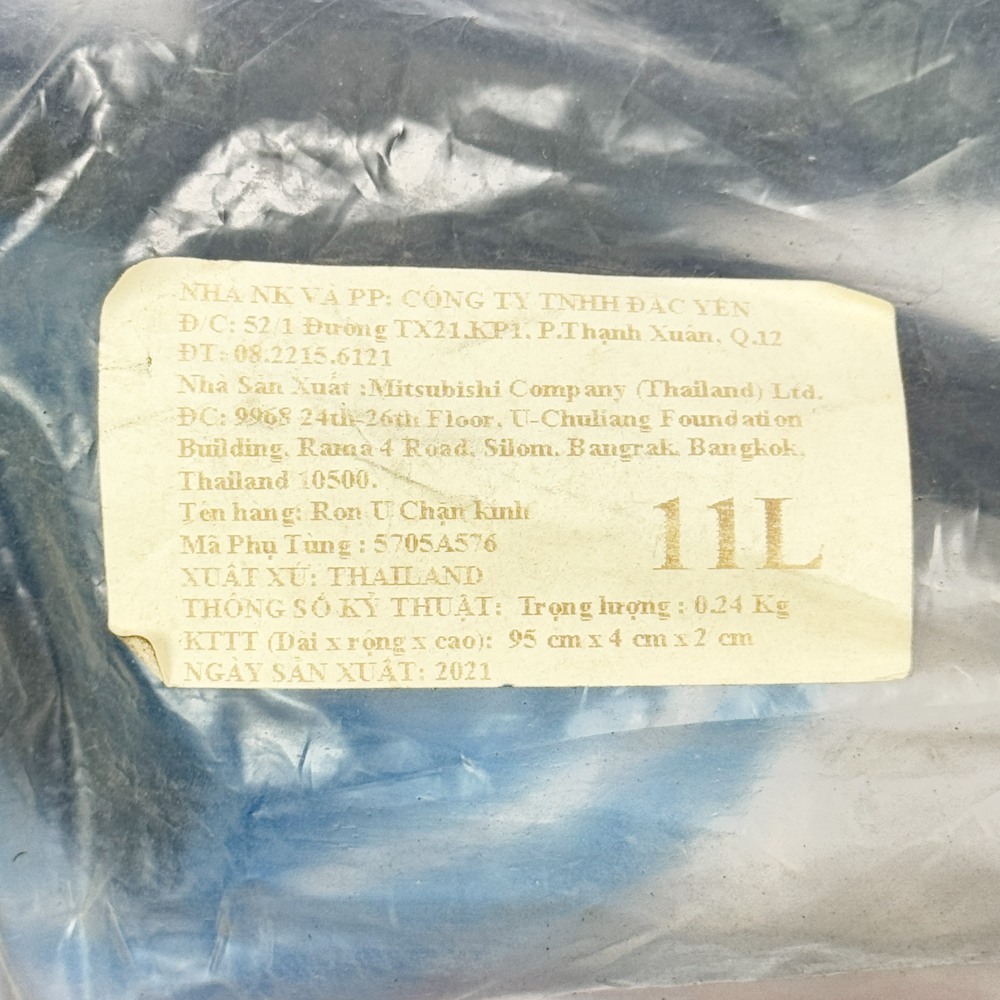 NHÀ NK VÀ PP: CÔNG TY TNHH ĐẮC YẾN
Đ/C: 52/1 Đường TX21.KP1. P.Thạnh Xuân, Q.12
ĐT: 08.2215.6121
Nhà Sản Xuất :Mitsubishi Company (Thailand) Ltd.
ĐC: 9968 24th-26th Floor, U-Chuliang Foundation
Building, Rama 4 Road, Silom, Bangrak, Bangkok,
Thailand 10500.
Tên hàng: Ron U Chặn kính
11L
Mã Phụ Tùng : 5705A576
XUẤT XỨ: THAILAND
THÔNG SỐ KỸ THUẬT: Trọng lượng : 0.24 Kg
KTTT (Dài x rộng x cao): 95 cm x 4 cm x 2 cm
NGÀY SẢN XUẤT: 2021